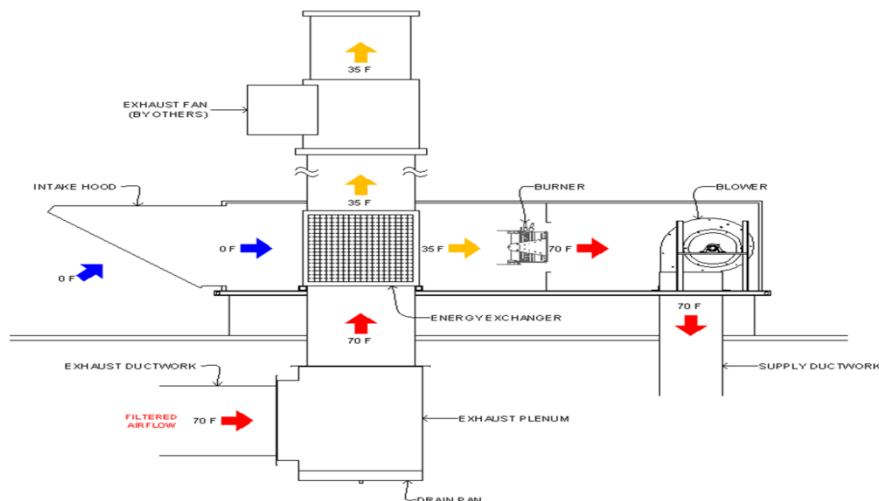 35 F
EXHAUST FAN
(BY OTHERS)
INTAKE HOOD
BURNER
BLOWER
35 F
0 F
35 F
70 F
0 F
70 F
ENERGY EXCHANGER
70 F
EXHAUST DUCTWORK
SUPPLY DUCTWORK
FILTERED
AIRFLOW
70 F
EXHAUST PLENUM
DRAIN PAN